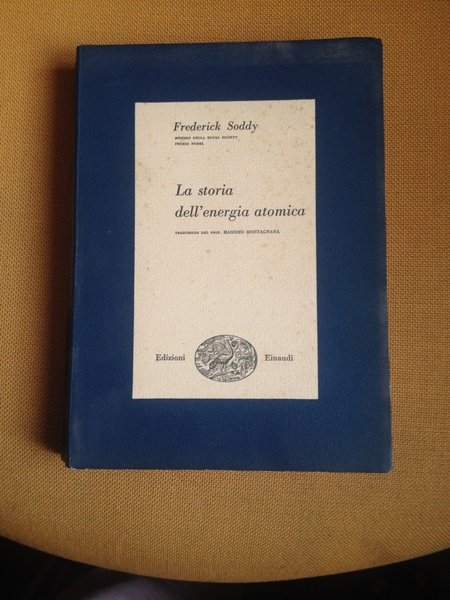 Frederick Soddy
MEMBRO DELLA ROYAL SOCIETY
PREMIO NOBEL
La storia
dell'energia atomica
TRADUZIONE DEL PROF. MASSIMO MONTAGNANA
Edizioni Einaudi